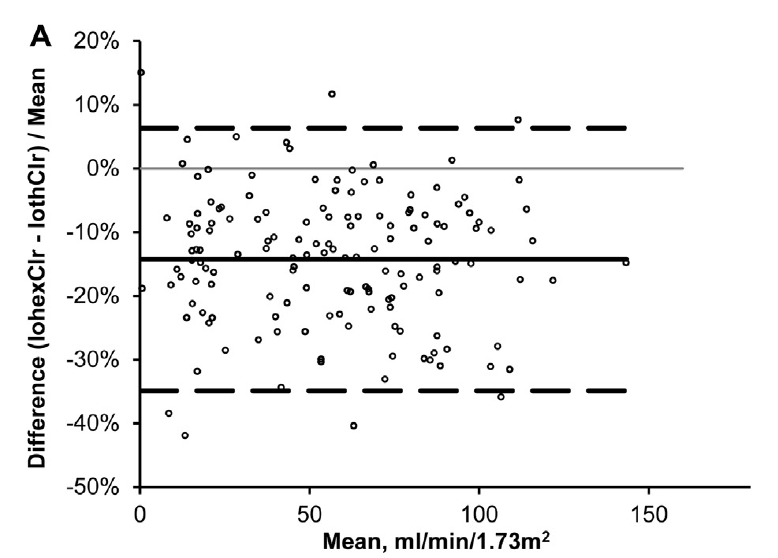 A
Difference (IohexClr - IothClr) / Mean
20%
10%
0%
-10%
-20%
-30%
-40%
-50%
0 50 100 150
Mean, ml/min/1.73m²